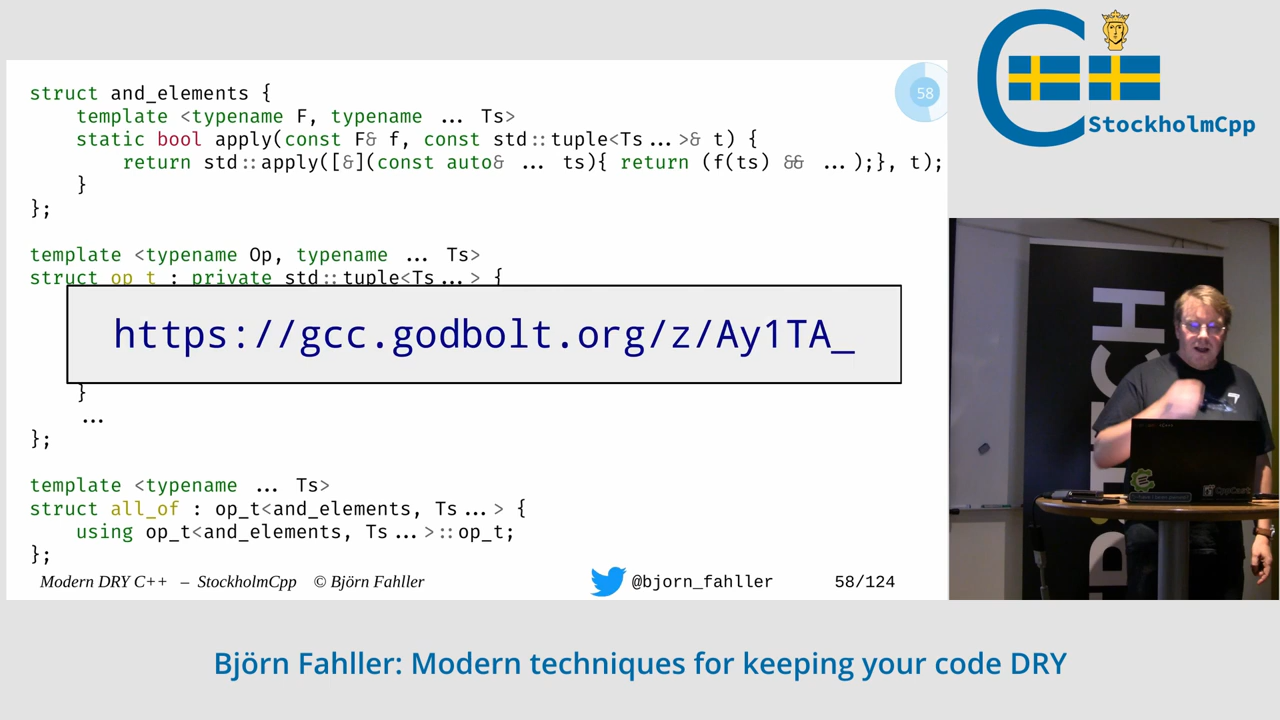 struct and_elements {
template <typename F, typename ... Ts>
static bool apply(const F& f, const std::tuple<Ts...>& t) {
return std::apply([&](const auto& ... ts){ return (f(ts) && ...);}, t);
}
};
template <typename Op, typename ... Ts>
struct op_t : private std::tuple<Ts...> {
https://gcc.godbolt.org/z/Ay1TA_
}
...
};
template <typename ... Ts>
struct all_of : op_t<and_elements, Ts...> {
using op_t<and_elements, Ts...>::op_t;
};
Modern DRY C++ – StockholmCpp © Björn Fahller
@bjorn_fahller
58/124
58
StockholmCpp
Björn Fahller: Modern techniques for keeping your code DRY